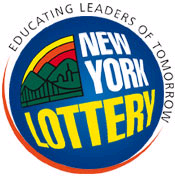 EDUCATING LEADERS OF TOMORROW
NEW
YORK
LOTTERY